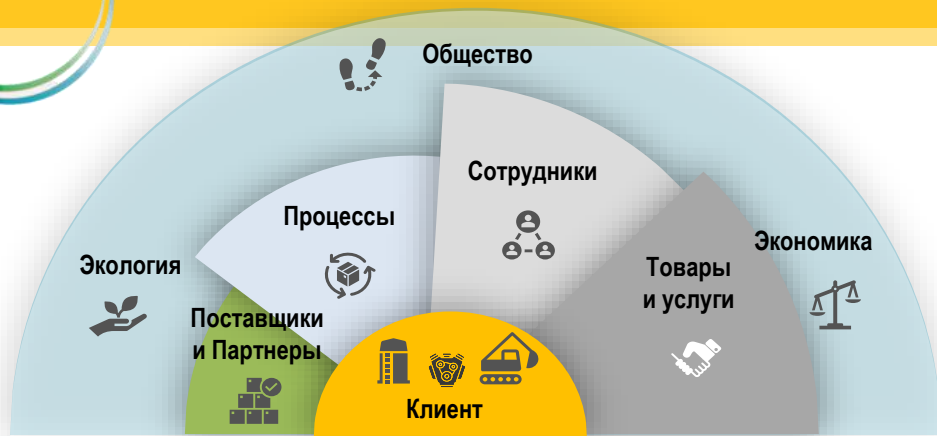 Общество
Сотрудники
Процессы
Экономика
Экология
Товары
и услуги
Поставщики
и Партнеры
Клиент